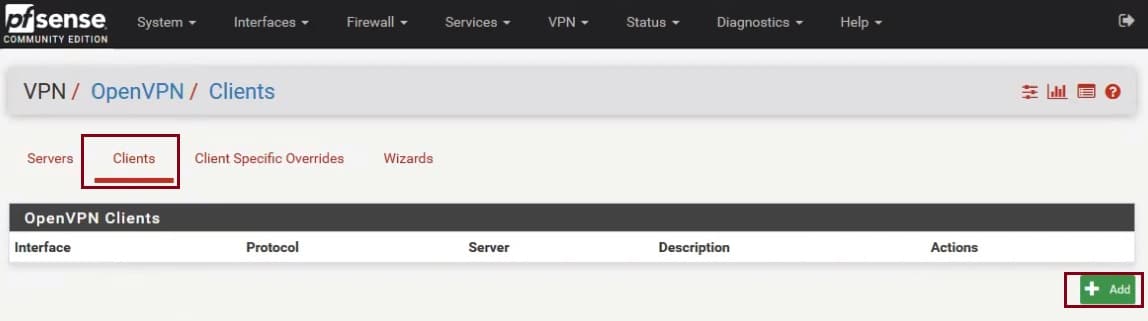 pfsense COMMUNITY EDITION System Interfaces Firewall Services VPN Status Diagnostics Help
VPN / OpenVPN / Clients
Servers Clients Client Specific Overrides Wizards
OpenVPN Clients
Interface Protocol Server Description Actions
+ Add